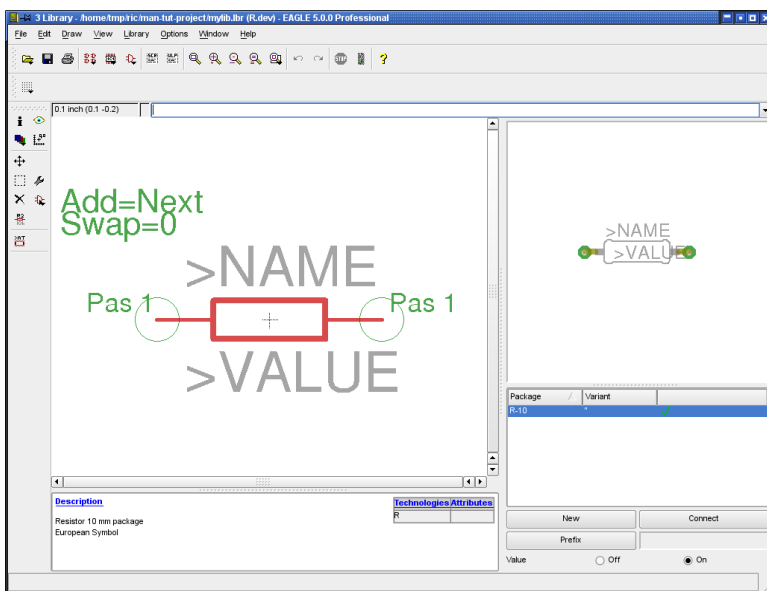 3 Library - /home/tmp/ric/man-tut-project/mylib.lbr (R.dev) - EAGLE 5.0.0 Professional
File Edit Draw View Library Options Window Help
0.1 inch (0.1 -0.2)
Add=Next
Swap=0
>NAME
Pas 1 Pas 1
>VALUE
>NAME
>VALUE
Package Variant
R-10 "
Description
Resistor 10 mm package
European Symbol
Technologies Attributes
R
New Connect
Prefix
Value Off On